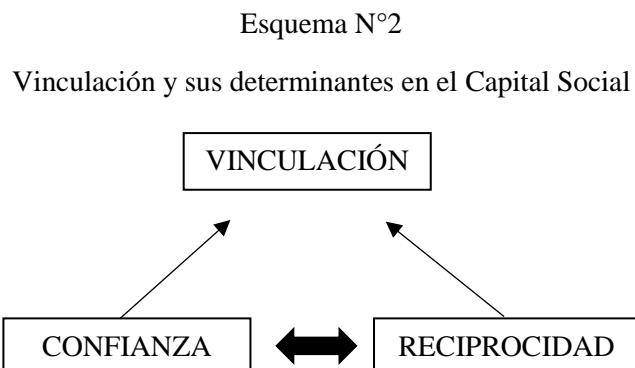 Esquema N°2
Vinculación y sus determinantes en el Capital Social
VINCULACIÓN
CONFIANZA
RECIPROCIDAD